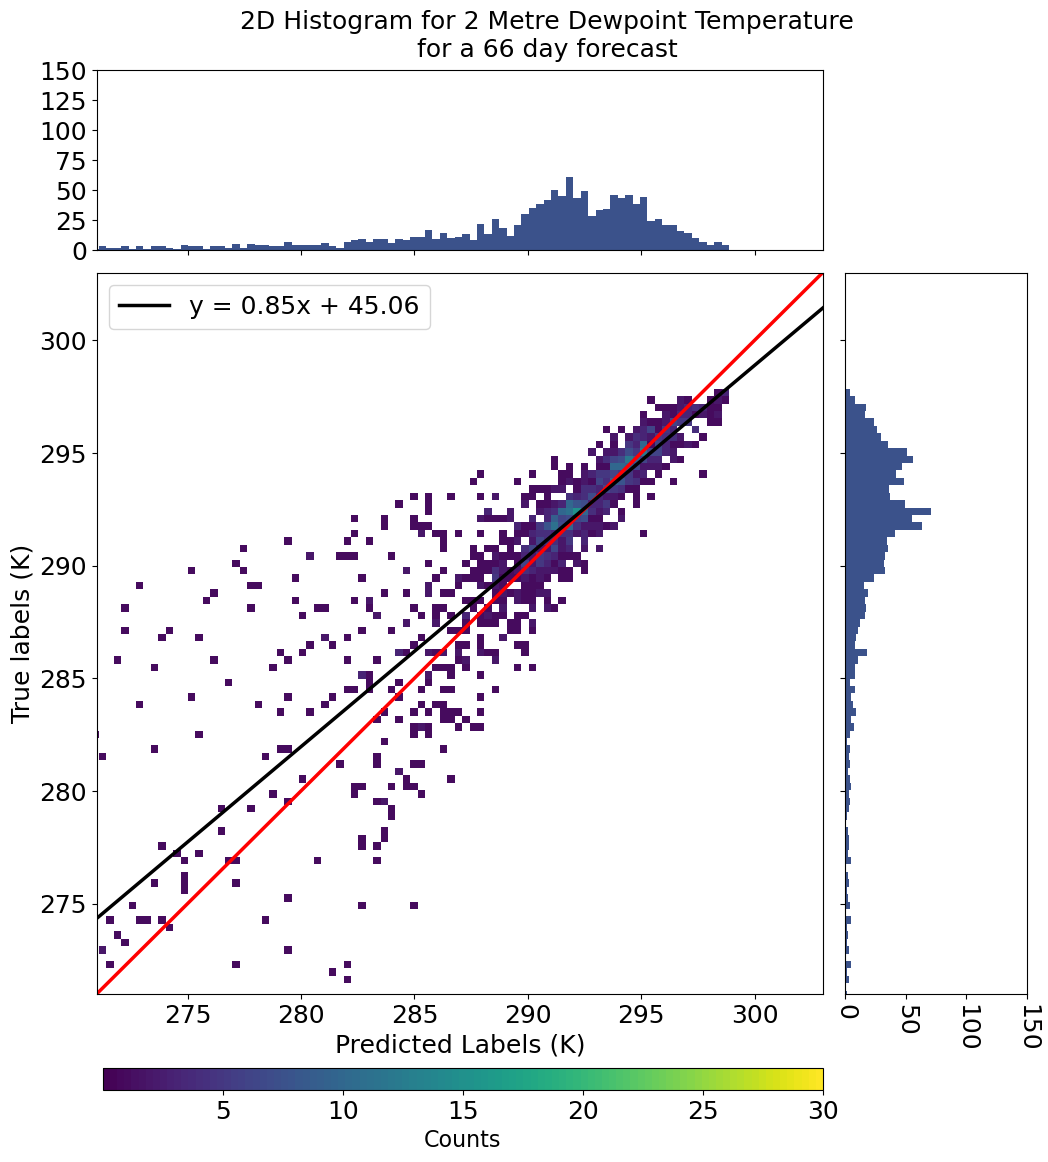 2D Histogram for 2 Metre Dewpoint Temperature
for a 66 day forecast
150
125
100
75
50
25
0
y = 0.85x + 45.06
300
295
290
285
280
275
True labels (K)
275 280 285 290 295 300
Predicted Labels (K)
0 50 100 150
5 10 15 20 25 30
Counts